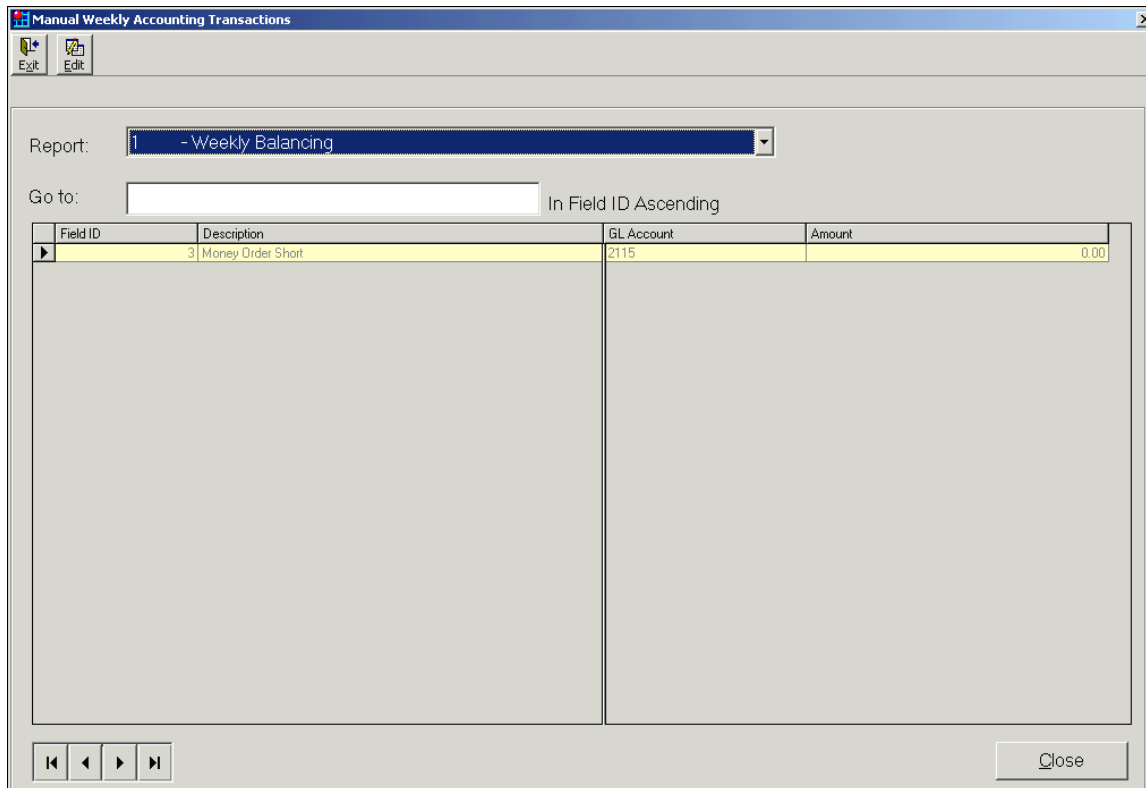 Manual Weekly Accounting Transactions
Exit Edit
Report: 1 - Weekly Balancing
Go to: In Field ID Ascending
Field ID Description GL Account Amount
3 Money Order Short 2115 0.00
Close